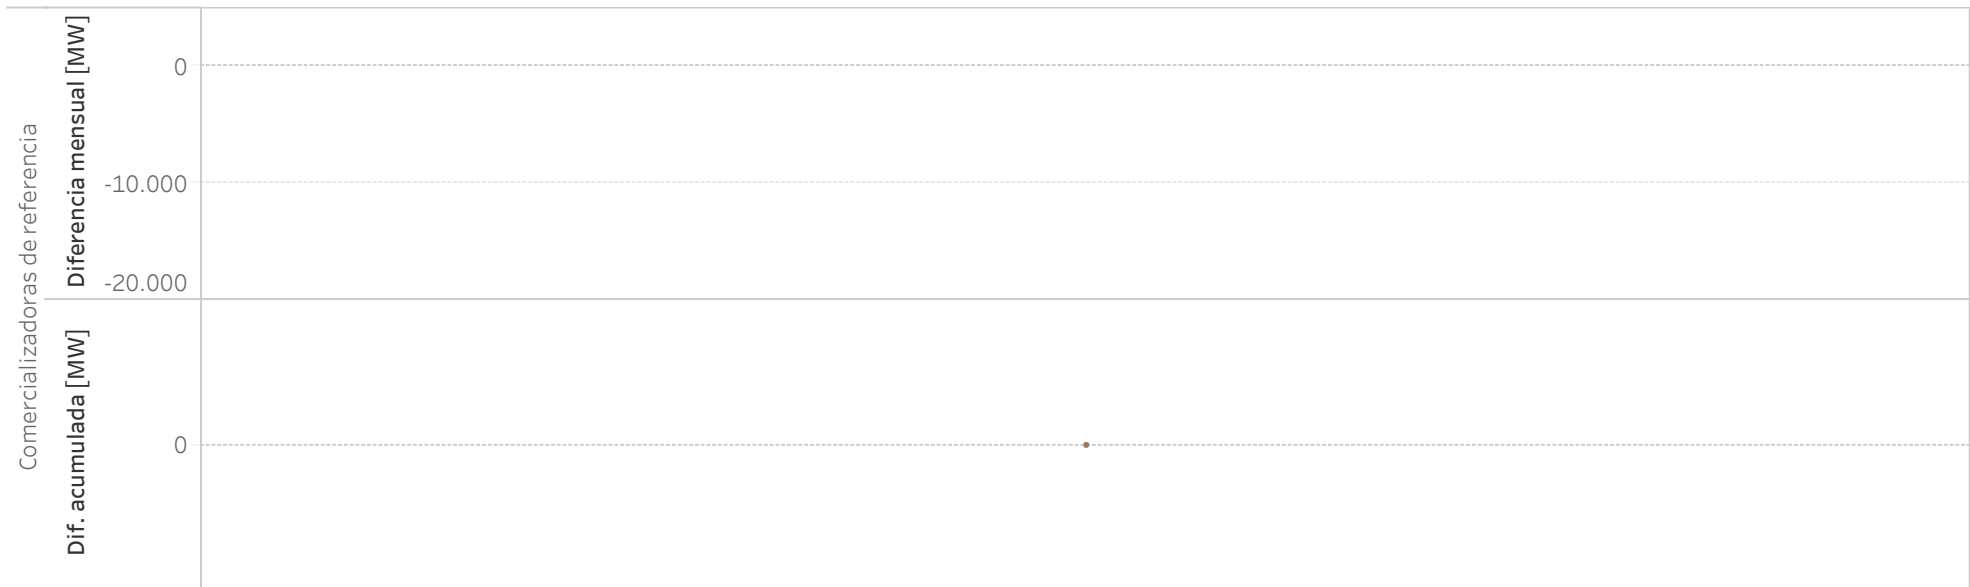 Comercializadoras de referencia
Diferencia mensual [MW]
0
-10.000
-20.000
Dif. acumulada [MW]
0